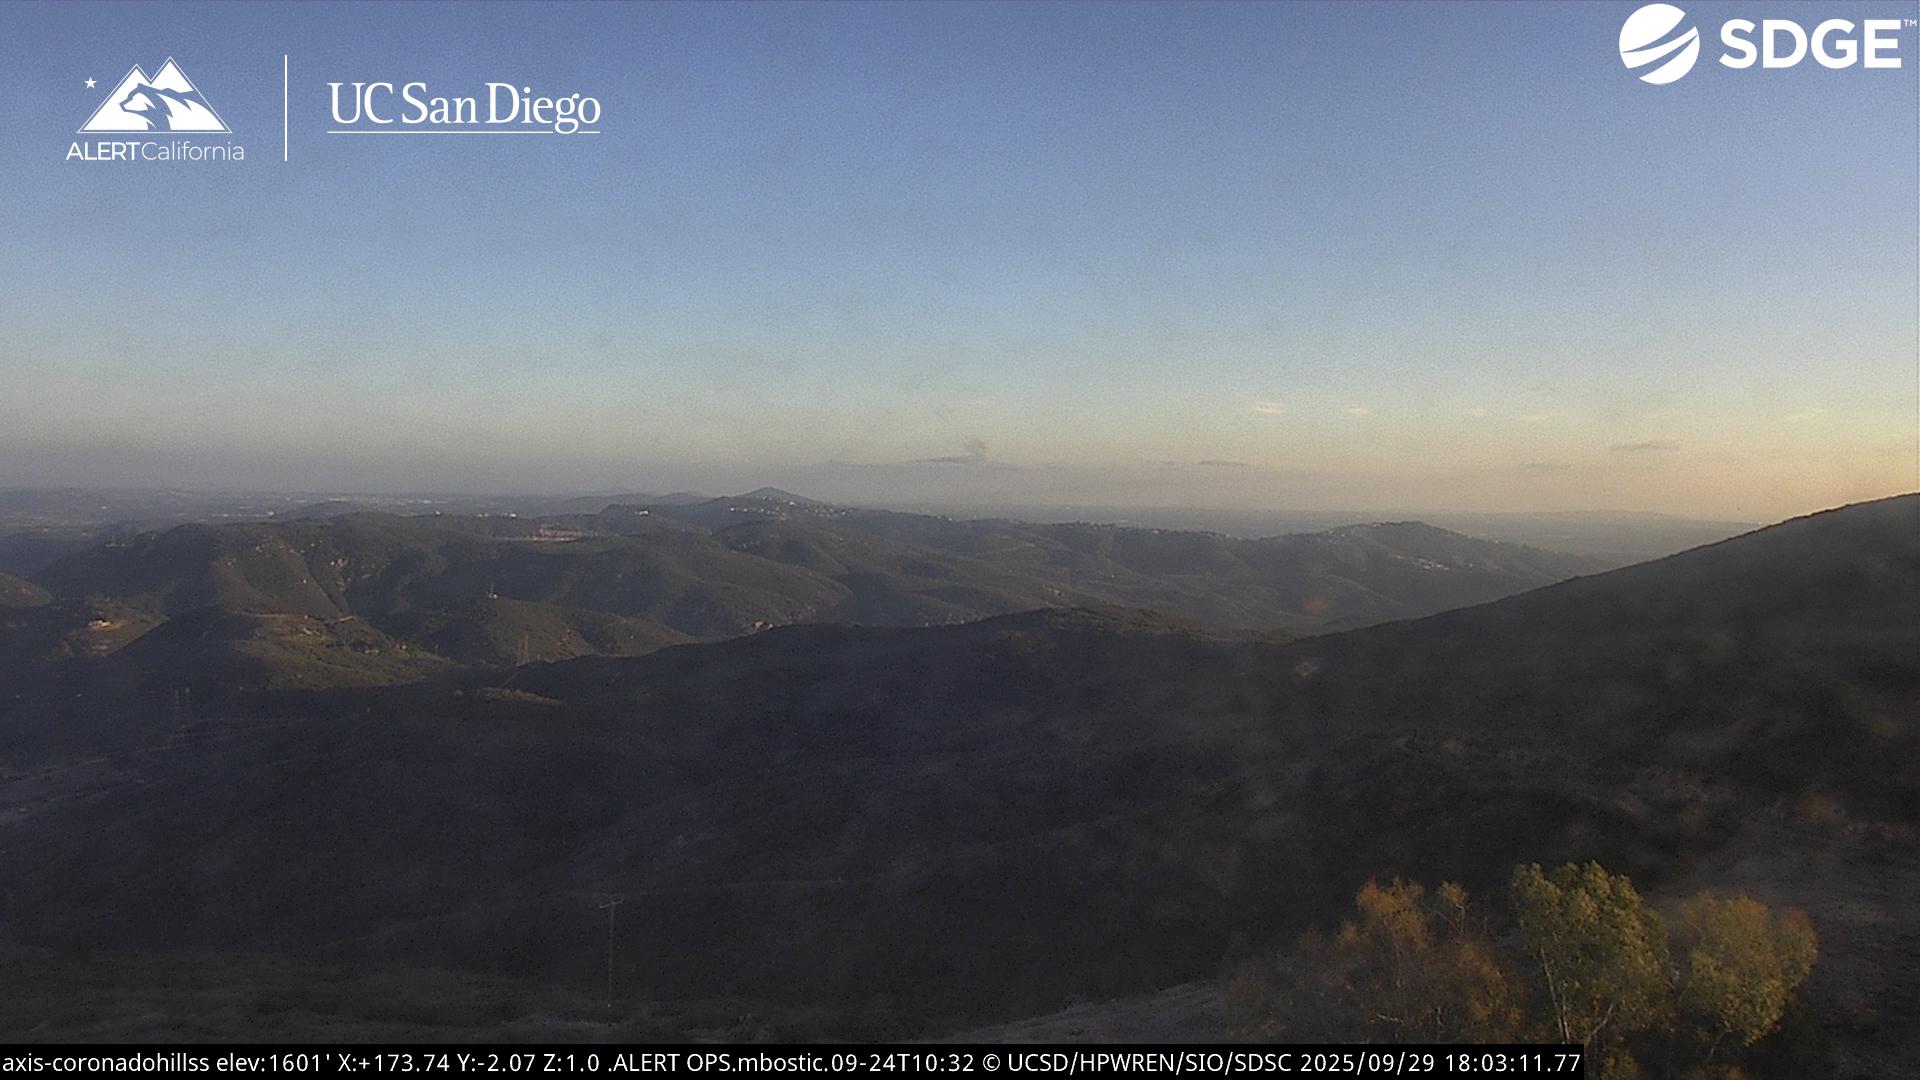 SDGE™
UC San Diego
ALERTCalifornia
axis-coronadohillss elev:1601' X:+173.74 Y:-2.07 Z:1.0 .ALERT OPS.mbostic.09-24T10:32 © UCSD/HPWREN/SIO/SDSC 2025/09/29 18:03:11.77